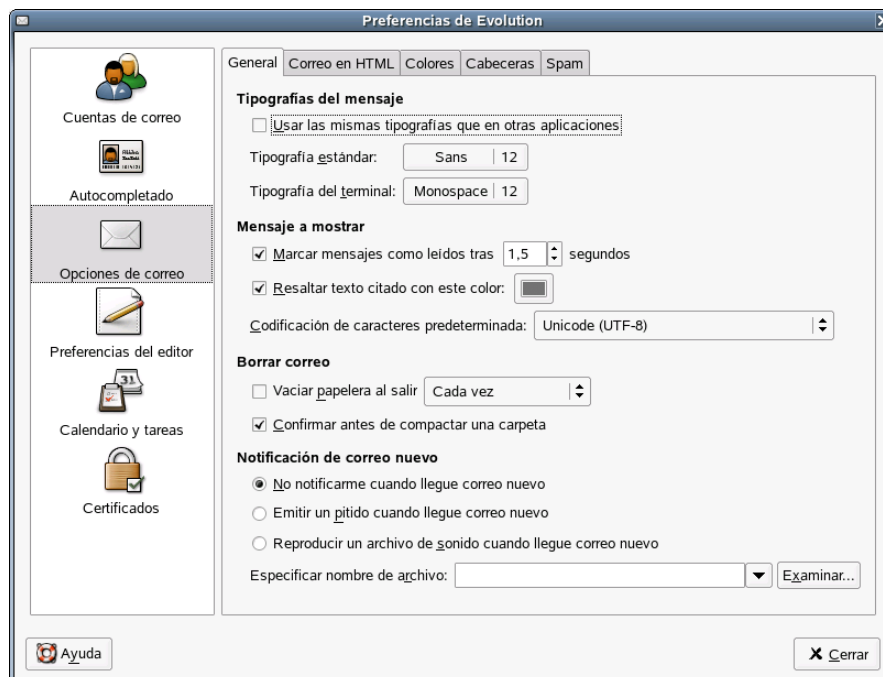 Preferencias de Evolution
Cuentas de correo
Autocompletado
Opciones de correo
Preferencias del editor
Calendario y tareas
31
Certificados
General Correo en HTML Colores Cabeceras Spam
Tipografías del mensaje
Usar las mismas tipografías que en otras aplicaciones
Tipografía estándar: Sans 12
Tipografía del terminal: Monospace 12
Mensaje a mostrar
Marcar mensajes como leídos tras 1,5 segundos
Resaltar texto citado con este color:
Codificación de caracteres predeterminada: Unicode (UTF-8)
Borrar correo
Vaciar papelera al salir Cada vez
Confirmar antes de compactar una carpeta
Notificación de correo nuevo
No notificarme cuando llegue correo nuevo
Emitir un pitido cuando llegue correo nuevo
Reproducir un archivo de sonido cuando llegue correo nuevo
Especificar nombre de archivo: Examinar...
Ayuda Cerrar